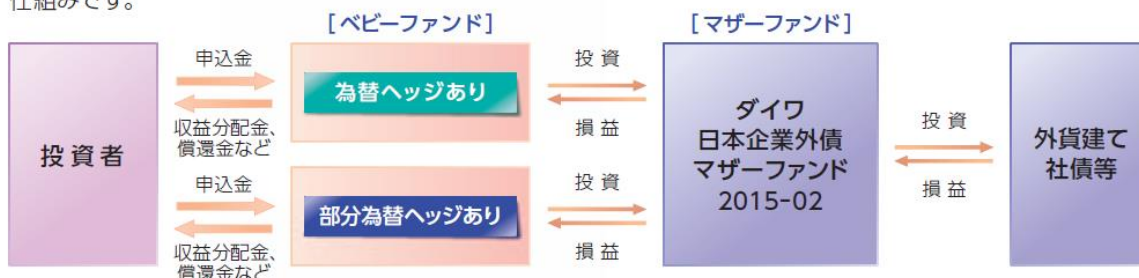 仕組みです。
[ベビーファンド]
[マザーファンド]
投資者
申込金
収益分配金、
償還金など
為替ヘッジあり
投 資
損 益
申込金
収益分配金、
償還金など
部分為替ヘッジあり
投 資
損 益
ダイワ
日本企業外債
マザーファンド
2015-02
投 資
損 益
外貨建て
社債等